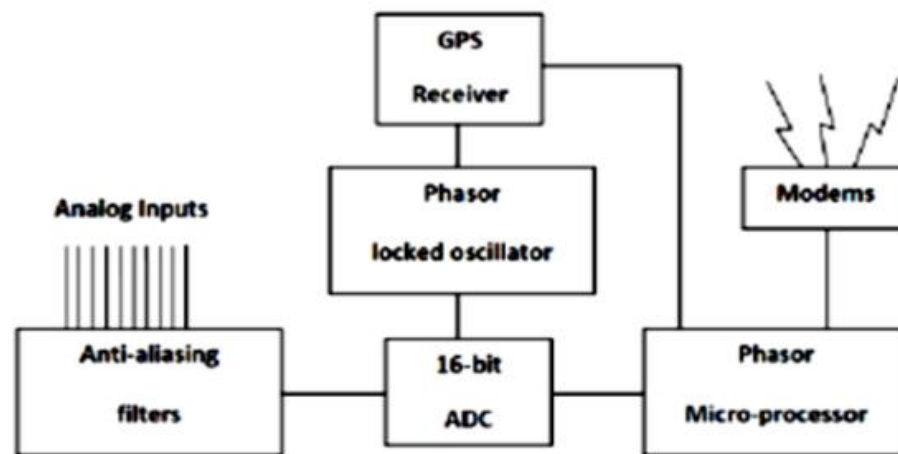 GPS
Receiver
Phasor
locked oscillator
Modems
Analog Inputs
Anti-aliasing
filters
16-bit
ADC
Phasor
Micro-processor